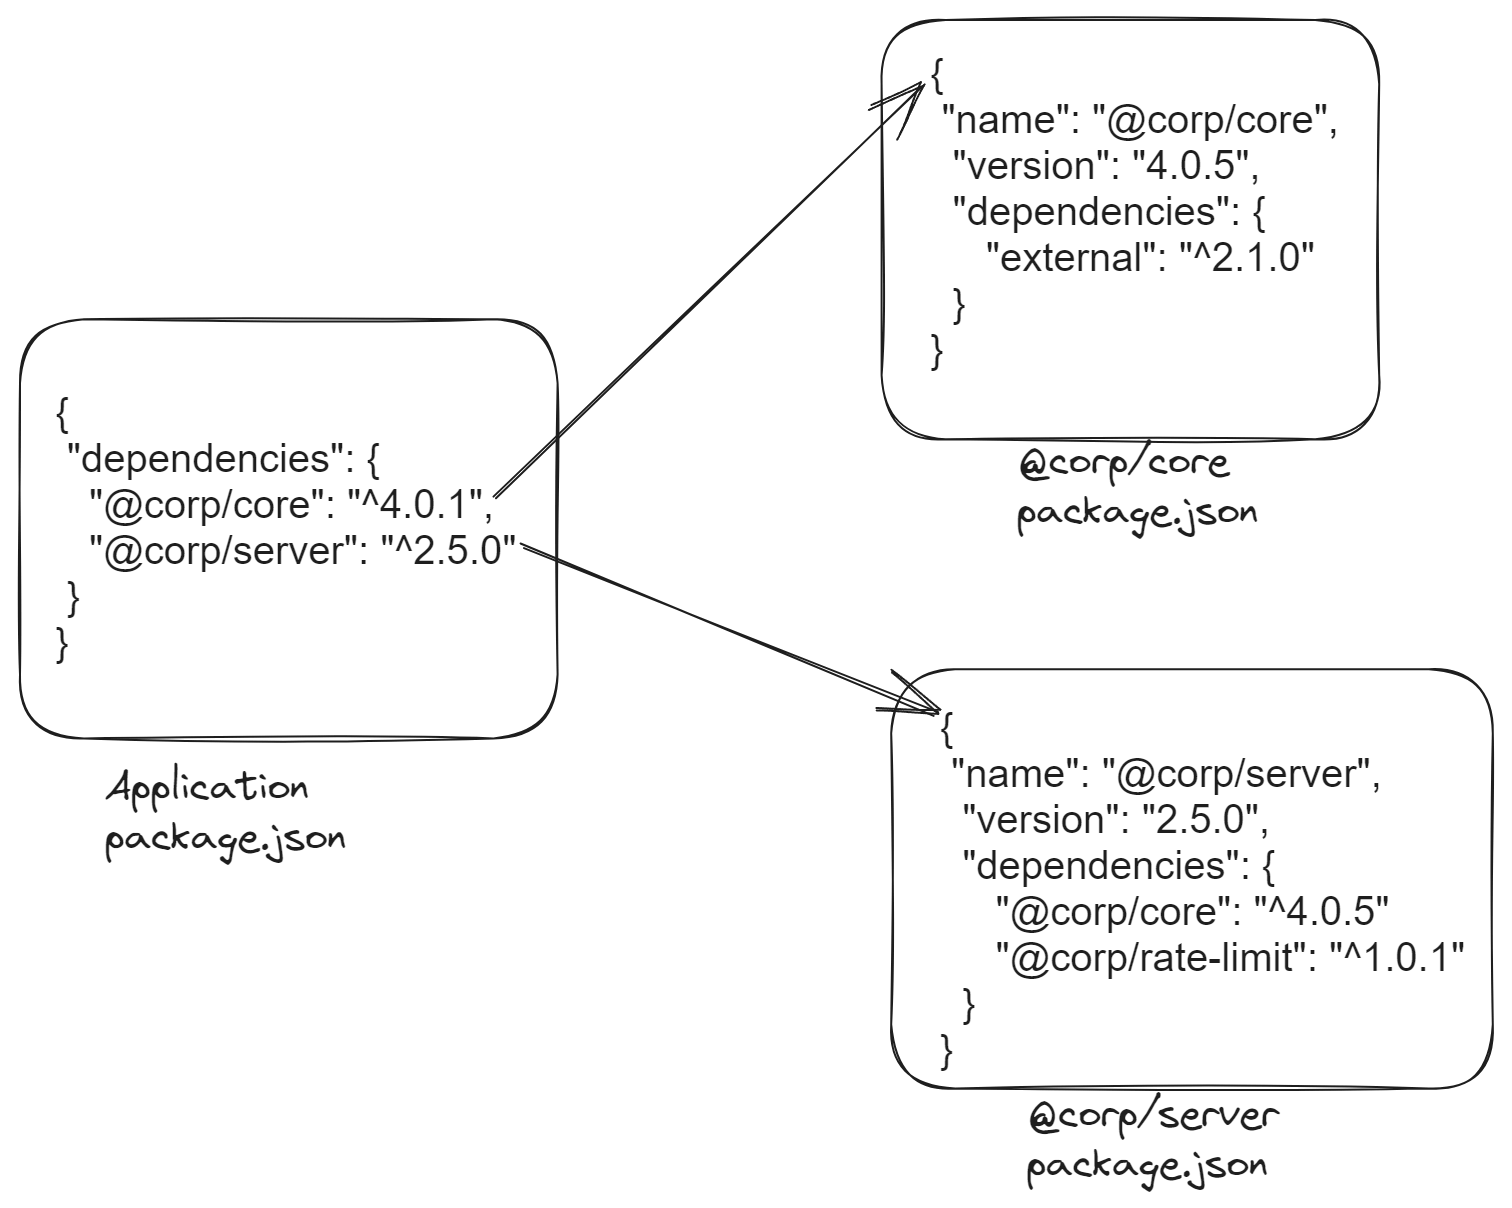 {
"dependencies": {
"@corp/core": "^4.0.1",
"@corp/server": "^2.5.0"
}
}
Application
package.json
{
"name": "@corp/core",
"version": "4.0.5",
"dependencies": {
"external": "^2.1.0"
}
}
@corp/core
package.json
{
"name": "@corp/server",
"version": "2.5.0",
"dependencies": {
"@corp/core": "^4.0.5"
"@corp/rate-limit": "^1.0.1"
}
}
@corp/server
package.json